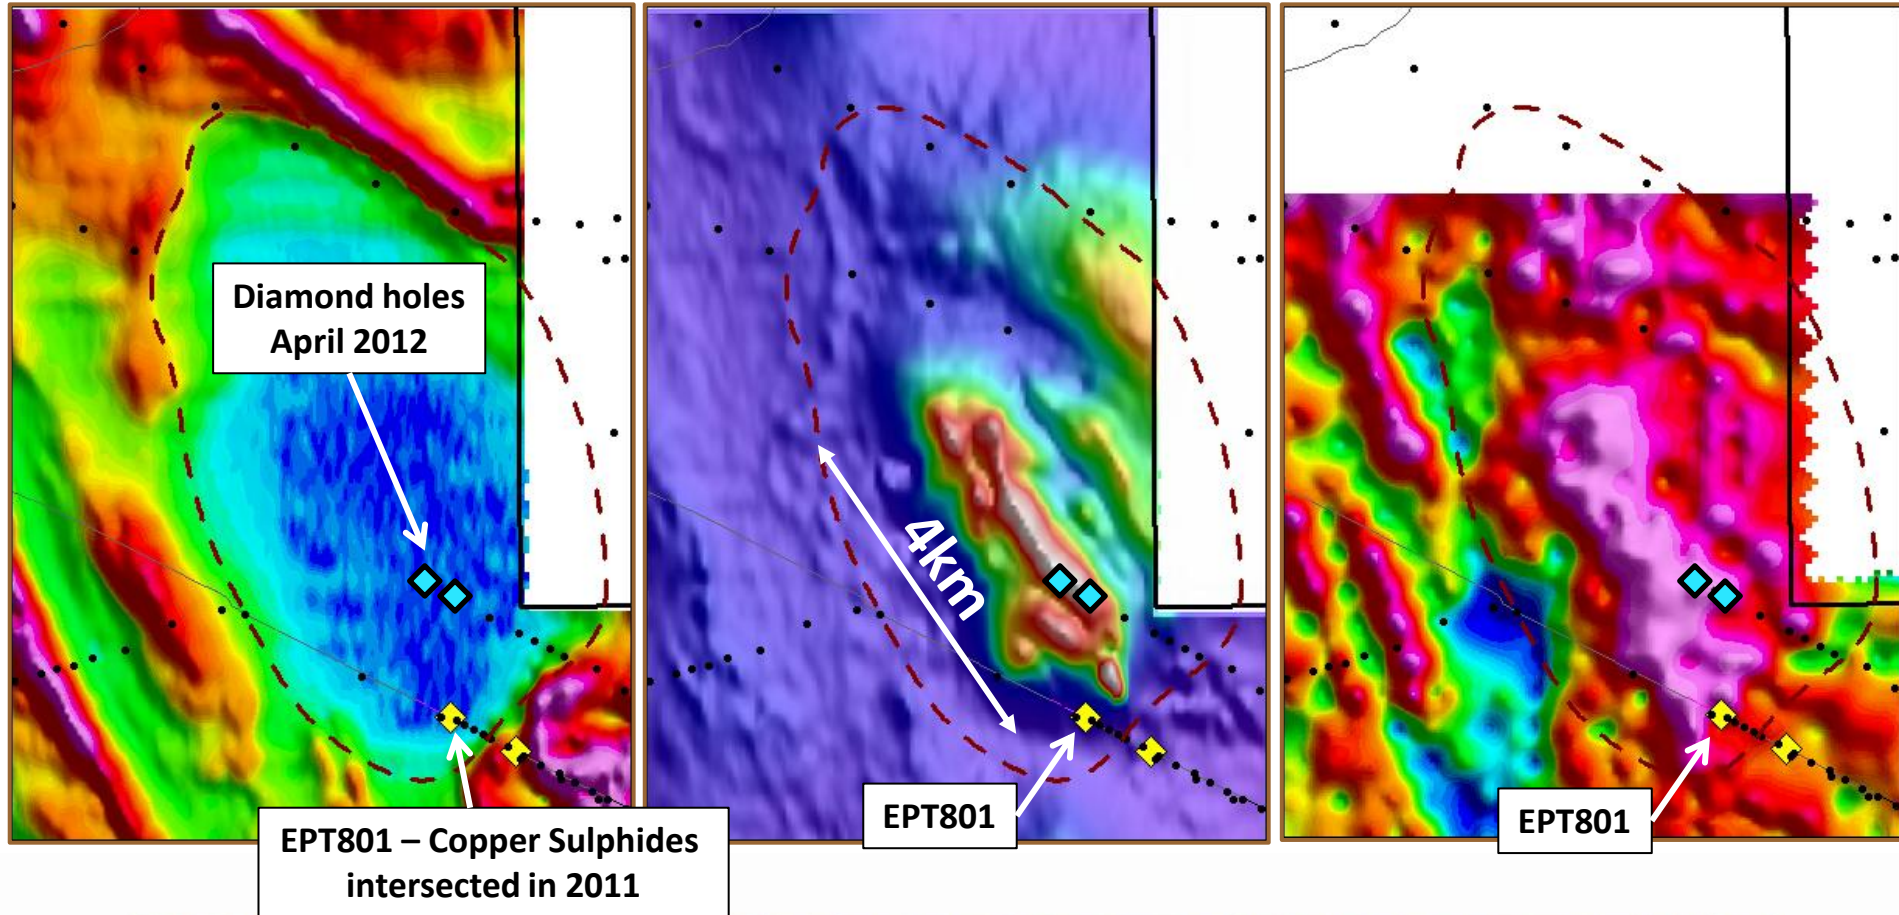 Diamond holes
April 2012
EPT801 – Copper Sulphides
intersected in 2011
4km
EPT801
EPT801